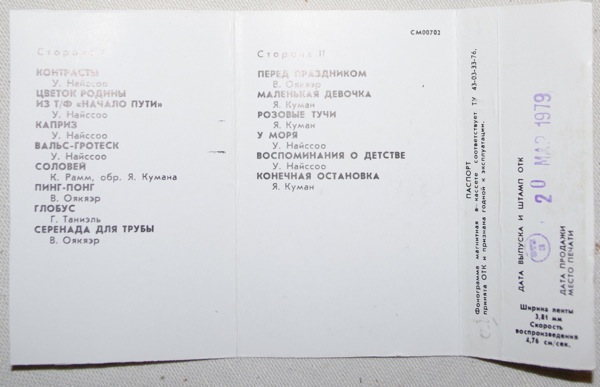 Сторона I
КОНТРАСТЫ
У. Найссоо
ЦВЕТОК РОДИНЫ
ИЗ Т/Ф «НАЧАЛО ПУТИ»
У. Найссоо
КАПРИЗ
У. Найссоо
ВАЛЬС-ГРОТЕСК
У. Найссоо
СОЛОВЕЙ
К. Рамм, обр. Я. Кумана
ПИНГ-ПОНГ
В. Оякяэр
ГЛОБУС
Г. Таниэль
СЕРЕНАДА ДЛЯ ТРУБЫ
В. Оякяэр
СМ00702
Сторона II
ПЕРЕД ПРАЗДНИКОМ
В. Оякяэр
МАЛЕНЬКАЯ ДЕВОЧКА
Я. Куман
РОЗОВЫЕ ТУЧИ
Я. Куман
У МОРЯ
У. Найссоо
ВОСПОМИНАНИЯ О ДЕТСТВЕ
У. Найссоо
КОНЕЧНАЯ ОСТАНОВКА
Я. Куман
ПАСПОРТ
Фонограмма магнитная в кассете соответствует ТУ 43-03-33-76,
принята ОТК и признана годной к эксплуатации.
ДАТА ВЫПУСКА И ШТАМП ОТК
20 МАР 1979
ДАТА ПРОДАЖИ
МЕСТО ПЕЧАТИ
Ширина ленты
3,81 мм
Скорость
воспроизведения
4,76 см/сек.